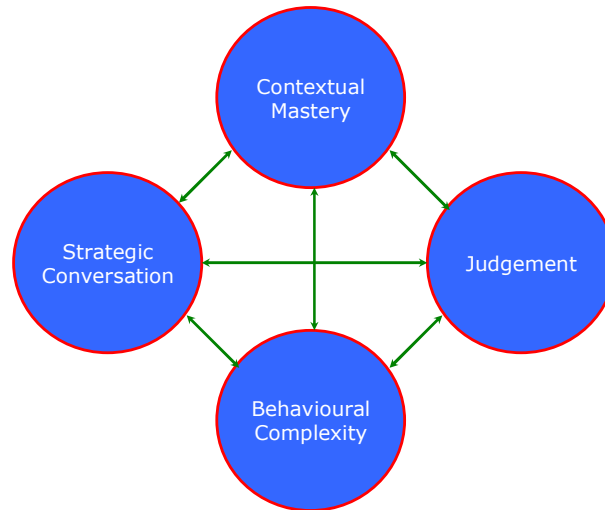 Contextual
Mastery
Strategic
Conversation
Judgement
Behavioural
Complexity